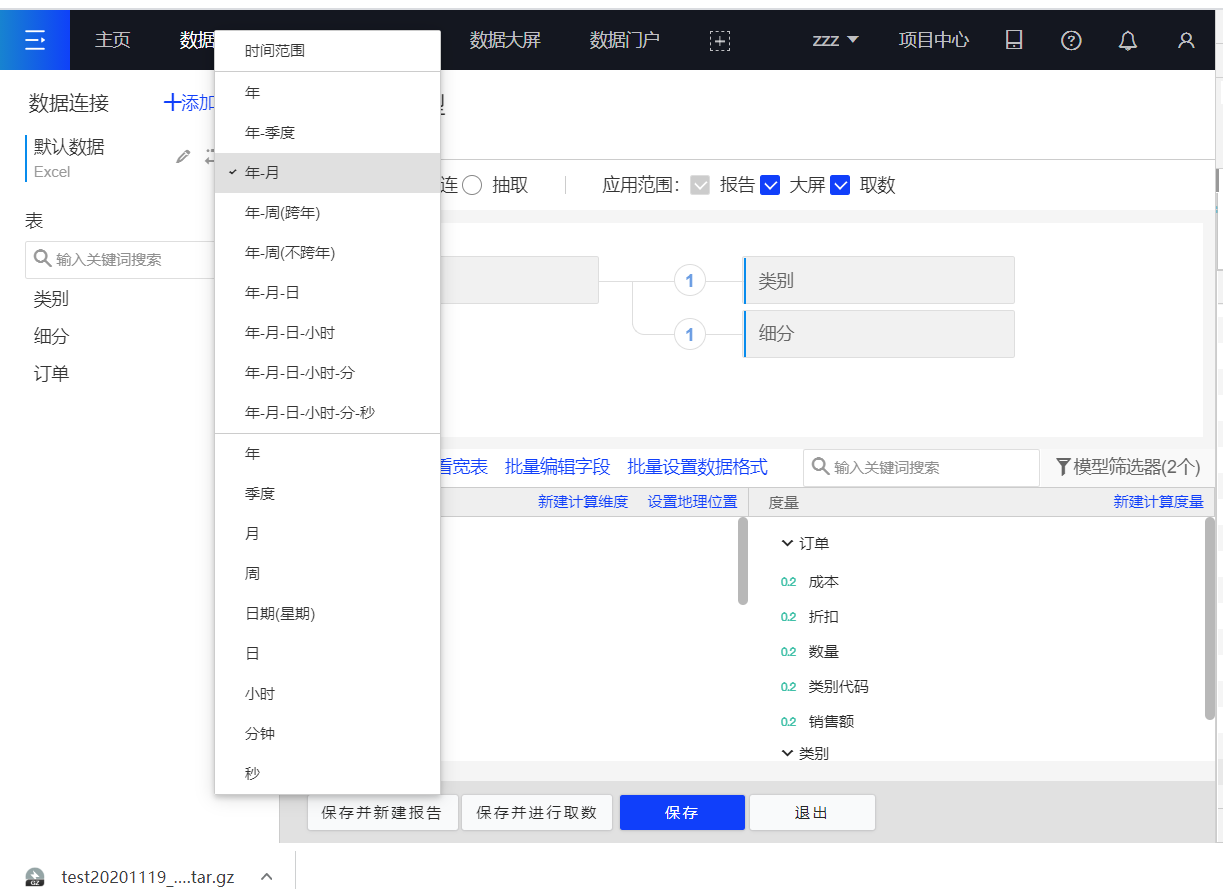 主页
数据
数据大屏
数据门户
zzz
项目中心
数据连接
添加
默认数据
Excel
表
输入关键词搜索
类别
细分
订单
时间范围
年
年-季度
年-月
年-周(跨年)
年-周(不跨年)
年-月-日
年-月-日-小时
年-月-日-小时-分
年-月-日-小时-分-秒
年
季度
月
周
日期(星期)
日
小时
分钟
秒
连 抽取
应用范围: 报告 大屏 取数
1 类别
1 细分
看宽表 批量编辑字段 批量设置数据格式 输入关键词搜索 模型筛选器(2个)
新建计算维度 设置地理位置 度量 新建计算度量
订单
0.2 成本
0.2 折扣
0.2 数量
0.2 类别代码
0.2 销售额
类别
保存并新建报告 保存并进行取数 保存 退出
test20201119_....tar.gz